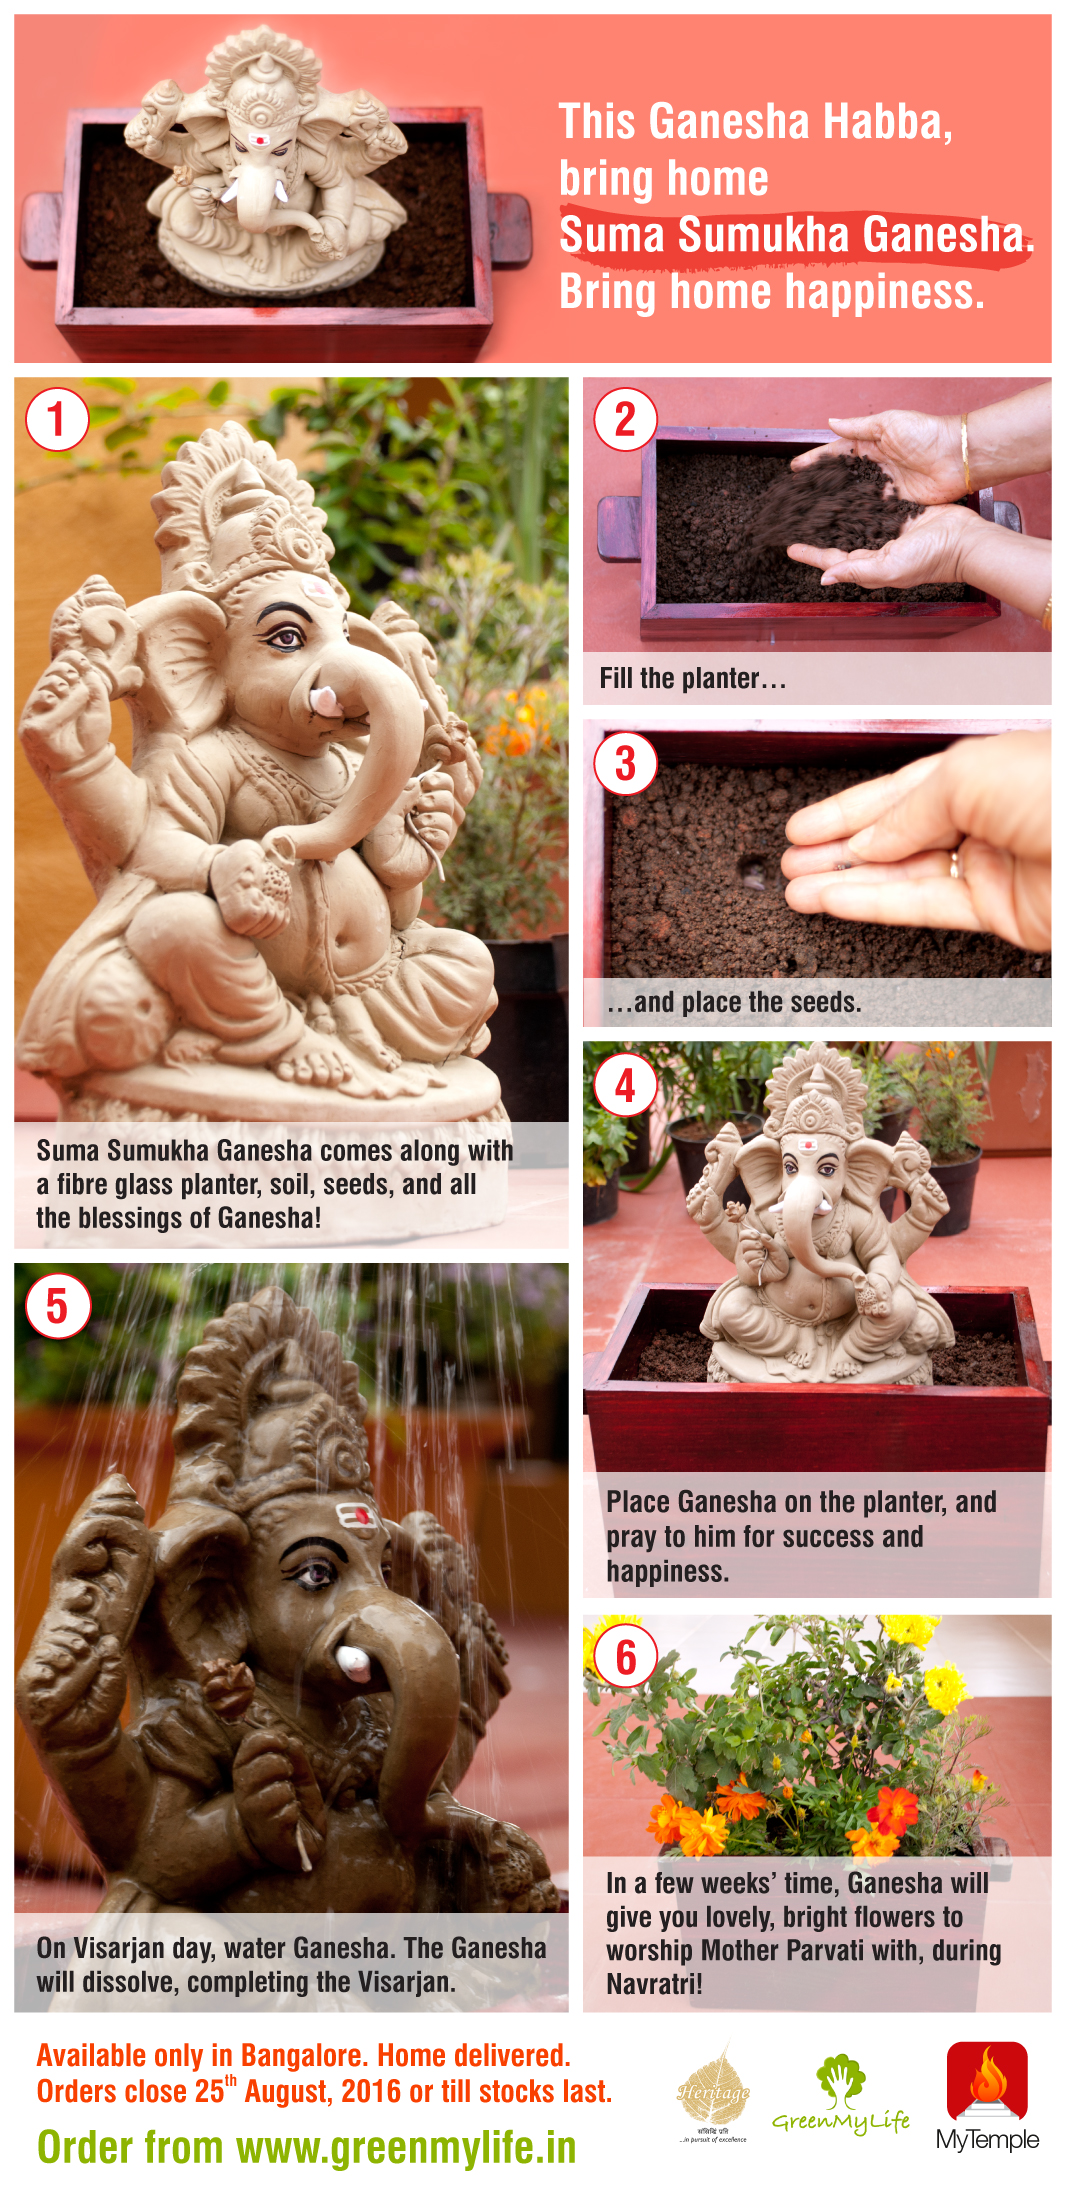 This Ganesha Habba,
bring home
Suma Sumukha Ganesha.
Bring home happiness.
1
Suma Sumukha Ganesha comes along with
a fibre glass planter, soil, seeds, and all
the blessings of Ganesha!
2
Fill the planter...
3
...and place the seeds.
4
Place Ganesha on the planter, and
pray to him for success and
happiness.
5
On Visarjan day, water Ganesha. The Ganesha
will dissolve, completing the Visarjan.
6
In a few weeks’ time, Ganesha will
give you lovely, bright flowers to
worship Mother Parvati with, during
Navratri!
Available only in Bangalore. Home delivered.
Orders close 25th August, 2016 or till stocks last.
Order from www.greenmylife.in
Heritage
...in pursuit of excellence
GreenMyLife
MyTemple